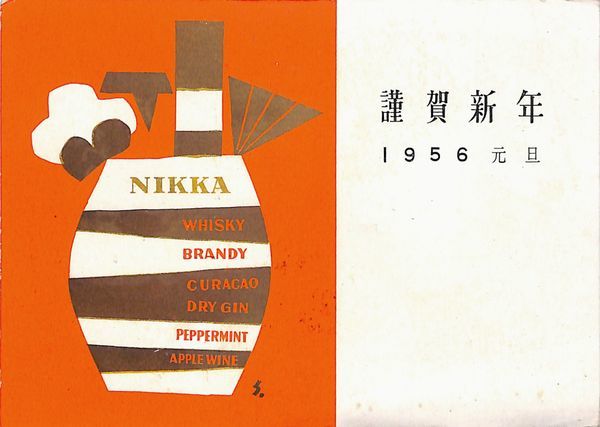 NIKKA
WHISKY
BRANDY
CURACAO
DRY GIN
PEPPERMINT
APPLE WINE
謹賀新年
1956 元旦